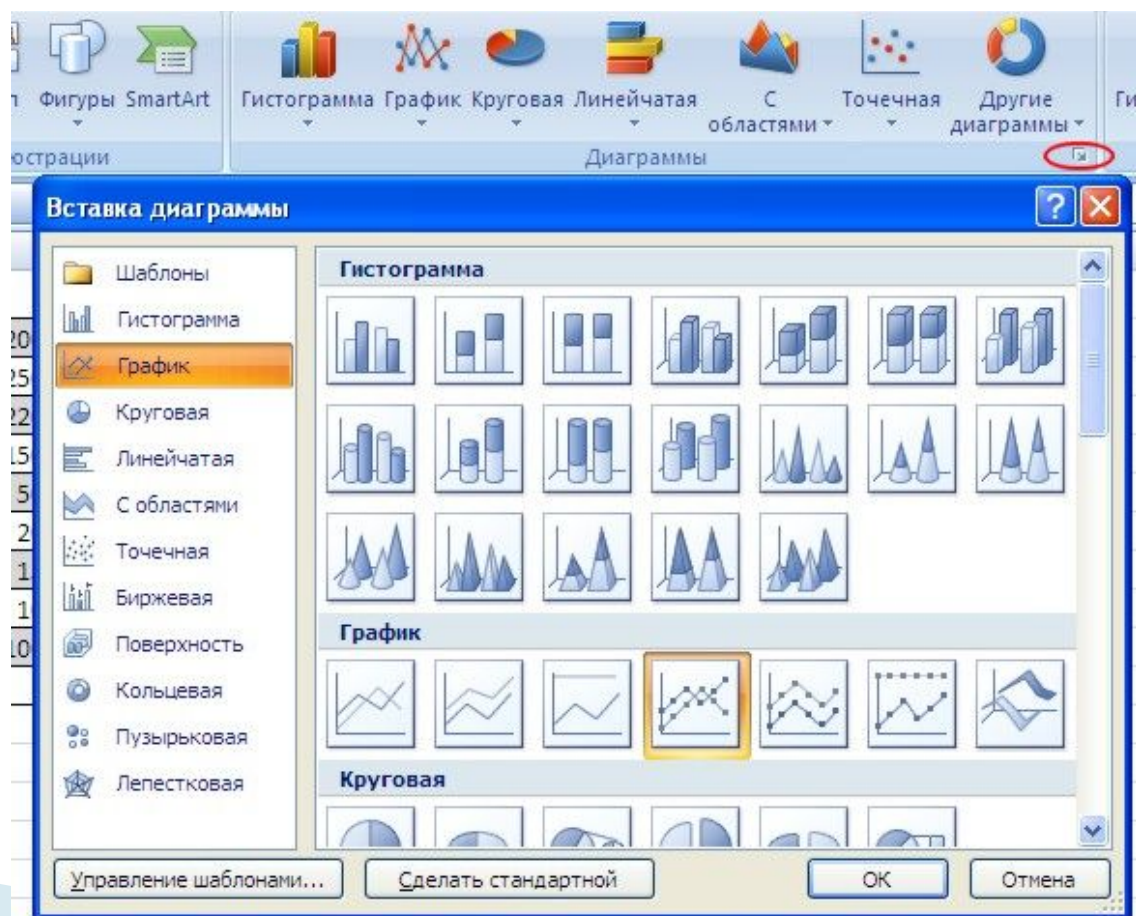 Фигуры SmartArt Гистограмма График Круговая Линейчатая С областями Точечная Другие диаграммы
Диаграммы
Вставка диаграммы
Шаблоны
Гистограмма
График
Круговая
Линейчатая
С областями
Точечная
Биржевая
Поверхность
Кольцевая
Пузырьковая
Лепестковая
Гистограмма
График
Круговая
Управление шаблонами... Сделать стандартной ОК Отмена